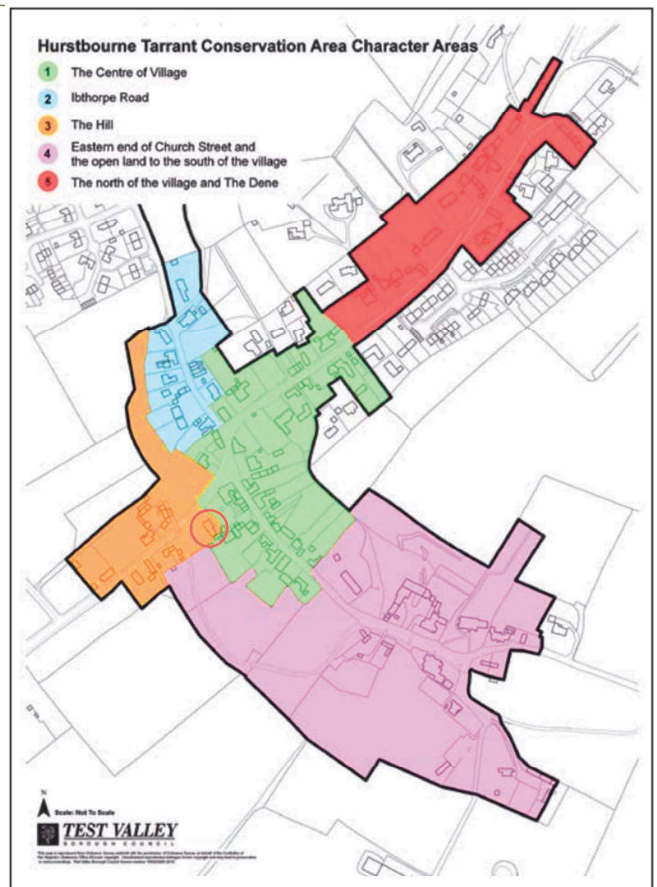 Hurstbourne Tarrant Conservation Area Character Areas
1 The Centre of Village
2 Ibthorpe Road
3 The Hill
4 Eastern end of Church Street and
the open land to the south of the village
5 The north of the village and The Dene
N
Scale: Not To Scale
TEST VALLEY
BOROUGH COUNCIL